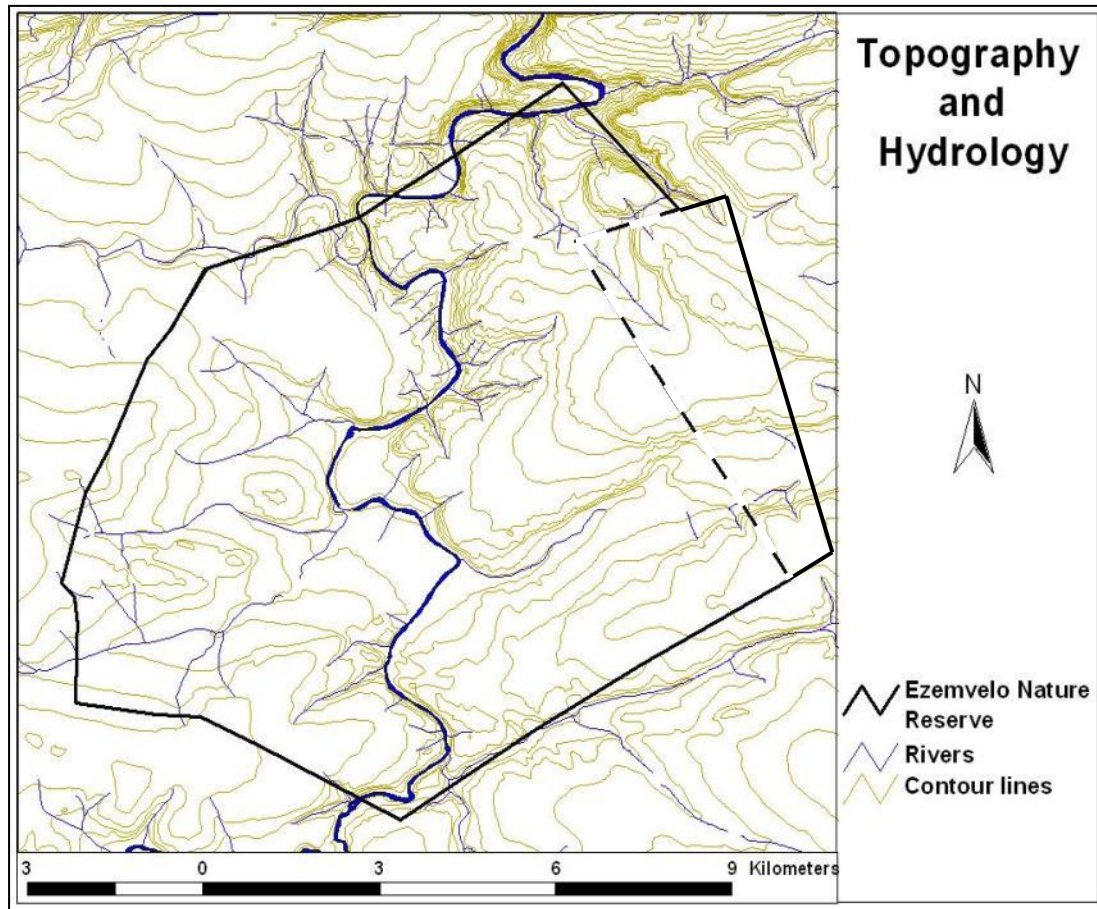 Topography
and
Hydrology
N
Ezemvelo Nature
Reserve
Rivers
Contour lines
3 0 3 6 9 Kilometers